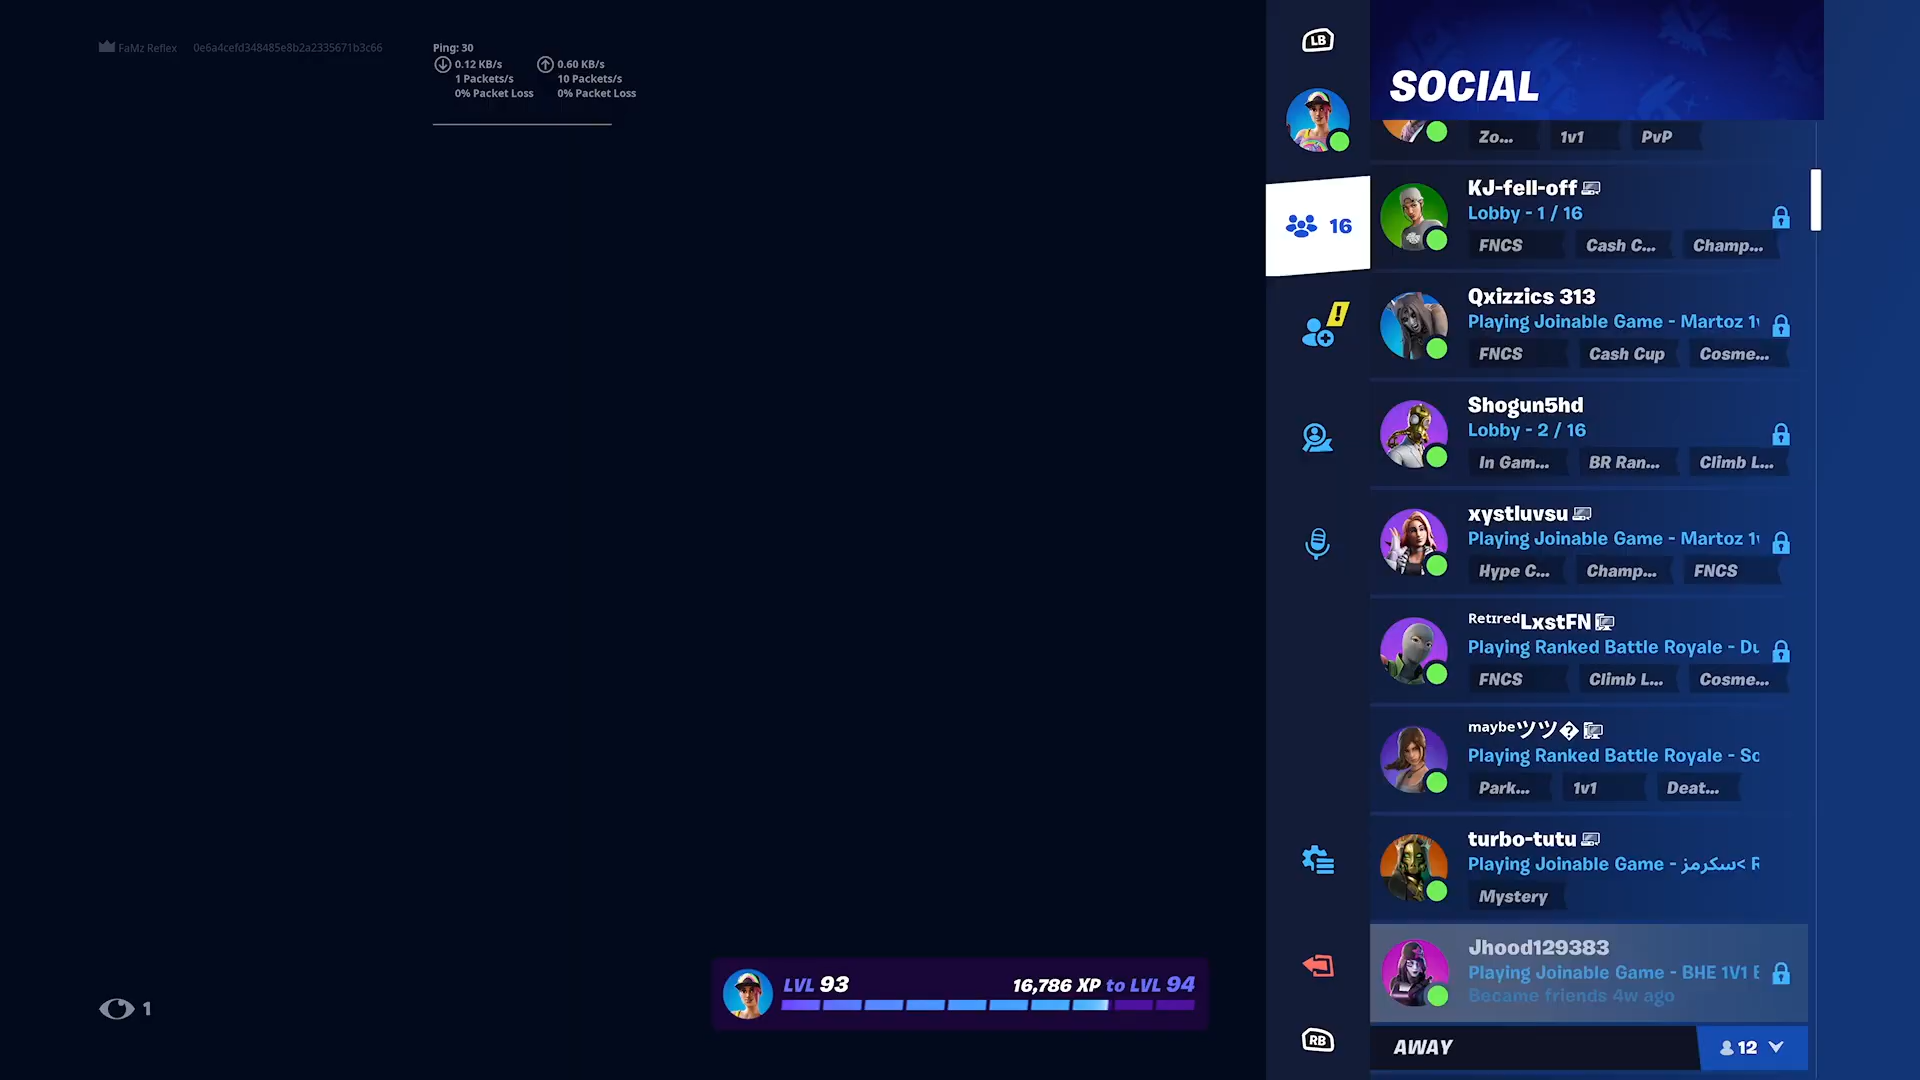 FaMz Reflex 0e6a4cefd348485e8b2a2335671b3c66
Ping: 30
0.12 KB/s 0.60 KB/s
1 Packets/s 10 Packets/s
0% Packet Loss 0% Packet Loss
LB
SOCIAL
Zo... 1v1 PvP
16
KJ-fell-off
Lobby - 1 / 16
FNCS Cash C... Champ...
Qxizzics 313
Playing Joinable Game - Martoz 1v
FNCS Cash Cup Cosme...
Shogun5hd
Lobby - 2 / 16
In Gam... BR Ran... Climb L...
xystluvsu
Playing Joinable Game - Martoz 1v
Hype C... Champ... FNCS
RetıredLxstFN
Playing Ranked Battle Royale - Du
FNCS Climb L... Cosme...
maybeツツ�
Playing Ranked Battle Royale - So
Park... 1v1 Deat...
turbo-tutu
Playing Joinable Game - سكرمز< R
Mystery
Jhood129383
Playing Joinable Game - BHE 1V1 B
Became friends 4w ago
LVL 93 16,786 XP to LVL 94
1
RB
AWAY 12